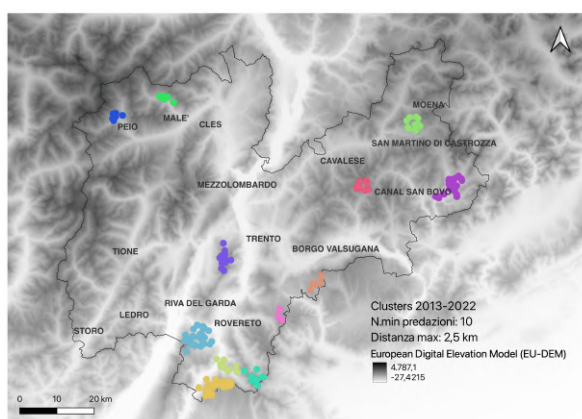 MOENA
MALE'
CLES
PEIO
SAN MARTINO DI CASTROZZA
CAVALESE
MEZZOLOMBARDO
CANAL SAN BOVO
TRENTO
TIONE
BORGO VALSUGANA
RIVA DEL GARDA
LEDRO
STORO
ROVERETO
Clusters 2013-2022
N.min predazioni: 10
Distanza max: 2,5 km
European Digital Elevation Model (EU-DEM)
4.787,1
-27,4215
0 10 20 km